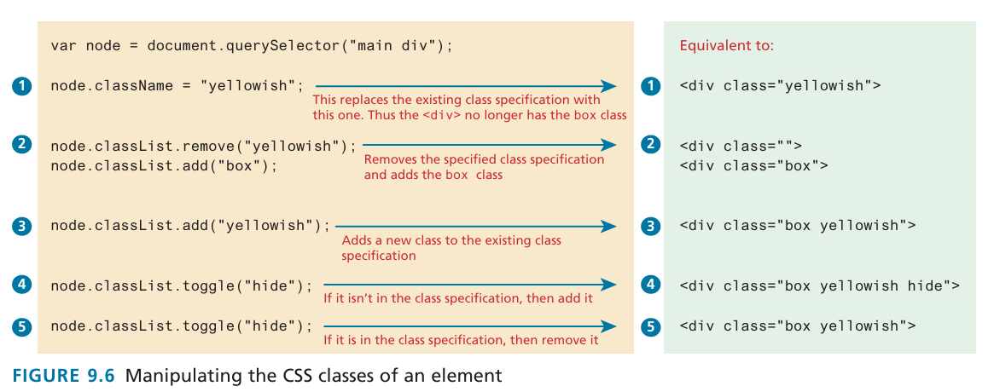 var node = document.querySelector("main div");
Equivalent to:
1 node.className = "yellowish";
This replaces the existing class specification with
this one. Thus the <div> no longer has the box class
1 <div class="yellowish">
2 node.classList.remove("yellowish");
node.classList.add("box");
Removes the specified class specification
and adds the box class
2 <div class="">
<div class="box">
3 node.classList.add("yellowish");
Adds a new class to the existing class
specification
3 <div class="box yellowish">
4 node.classList.toggle("hide");
If it isn't in the class specification, then add it
4 <div class="box yellowish hide">
5 node.classList.toggle("hide");
If it is in the class specification, then remove it
5 <div class="box yellowish">
FIGURE 9.6 Manipulating the CSS classes of an element